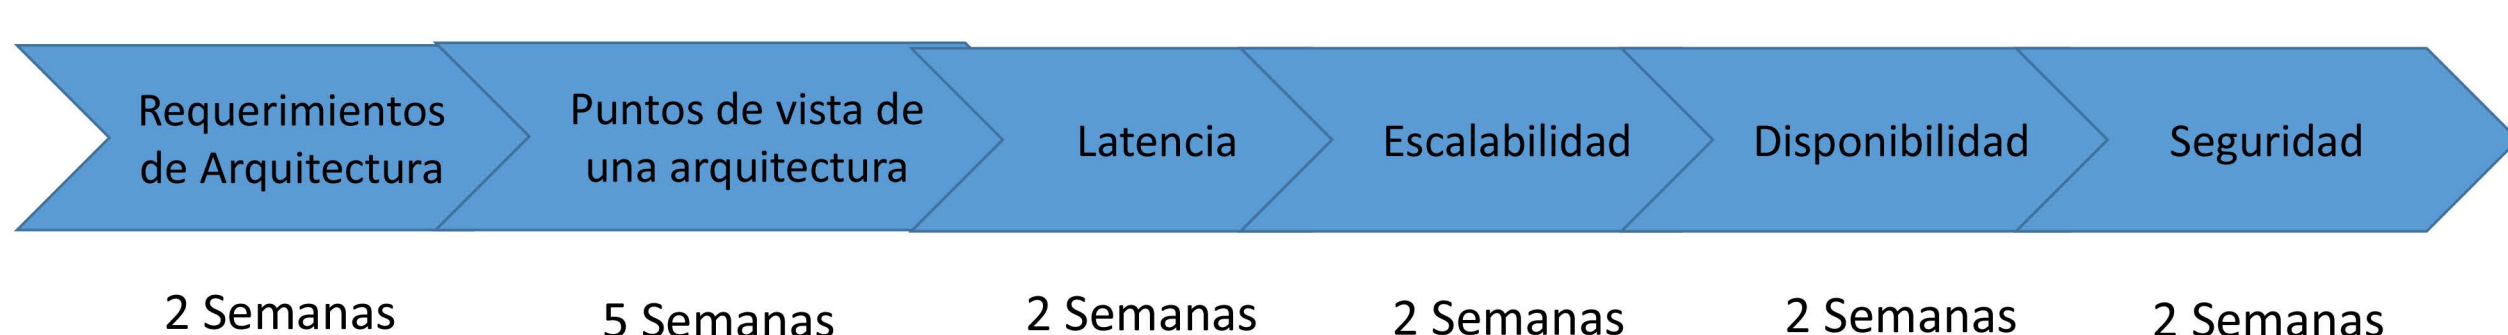 Requerimientos
de Arquitectura
Puntos de vista de
una arquitectura
Latencia
Escalabilidad
Disponibilidad
Seguridad
2 Semanas
5 Semanas
2 Semanas
2 Semanas
2 Semanas
2 Semanas